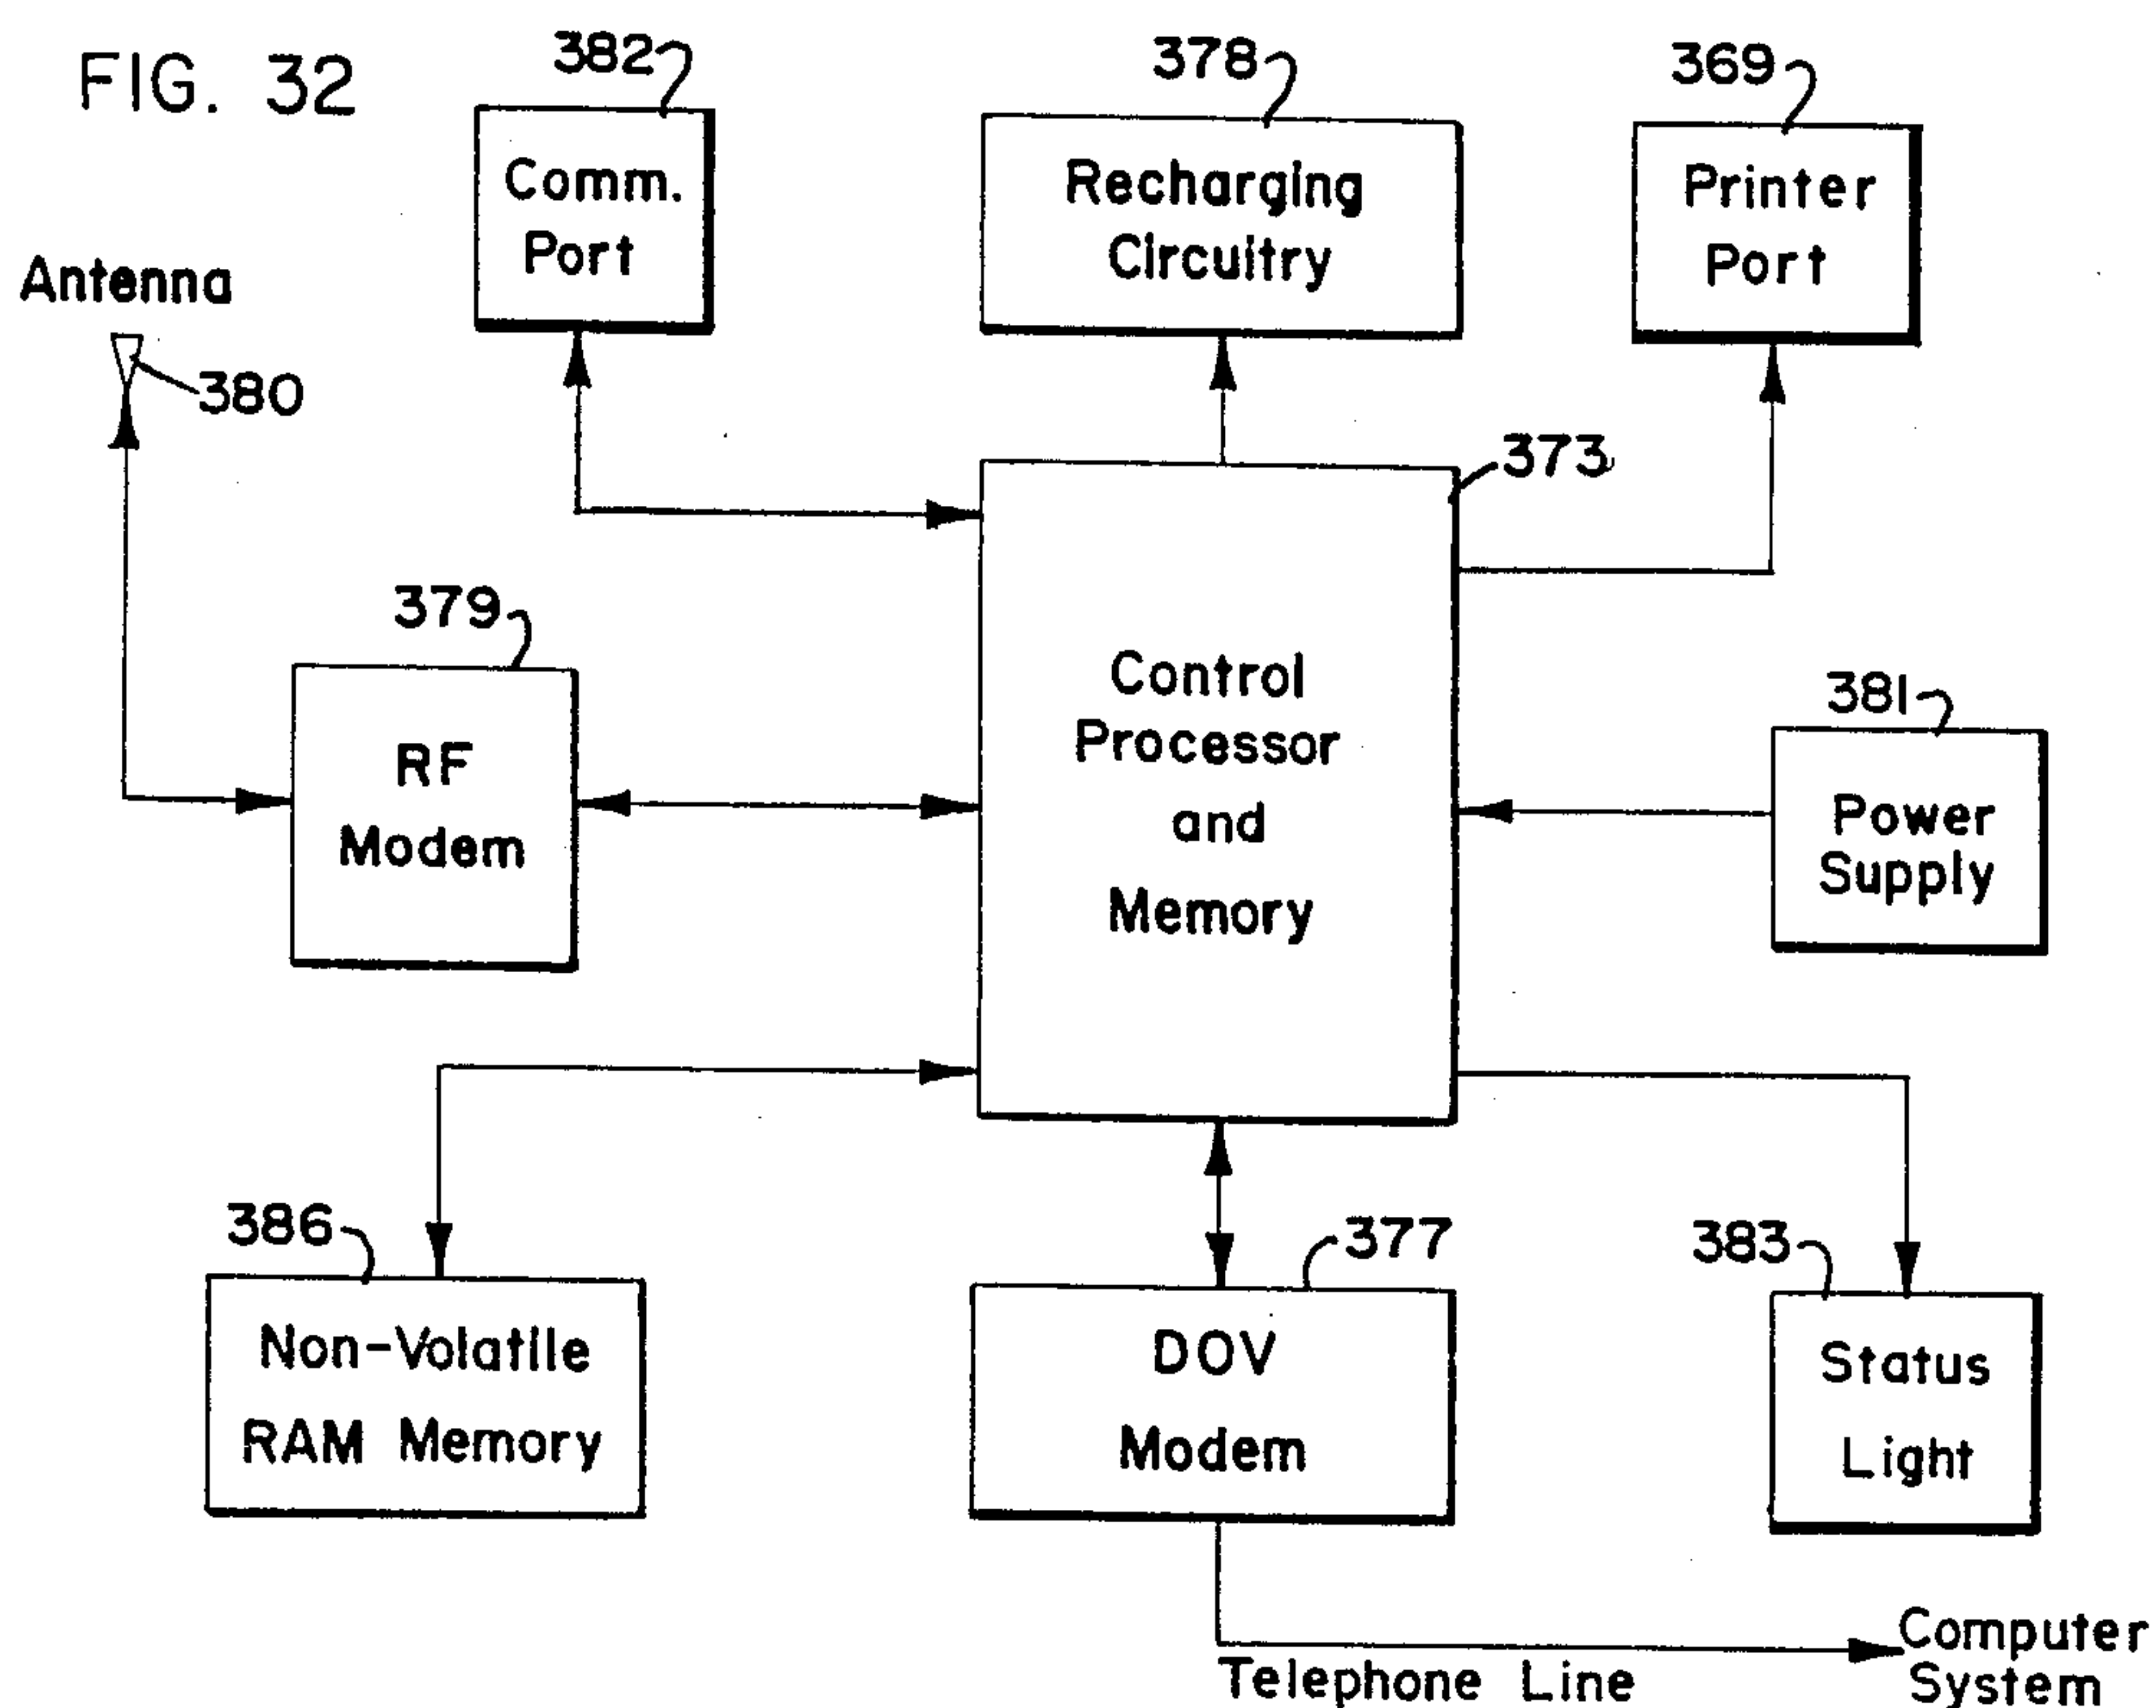 FIG. 32
382
378
369
Comm.
Port
Recharging
Circuitry
Printer
Port
Antenna
380
373
379
Control
Processor
and
Memory
RF
Modem
381
Power
Supply
386
377
383
Non-Volatile
RAM Memory
DOV
Modem
Status
Light
Telephone Line
Computer
System